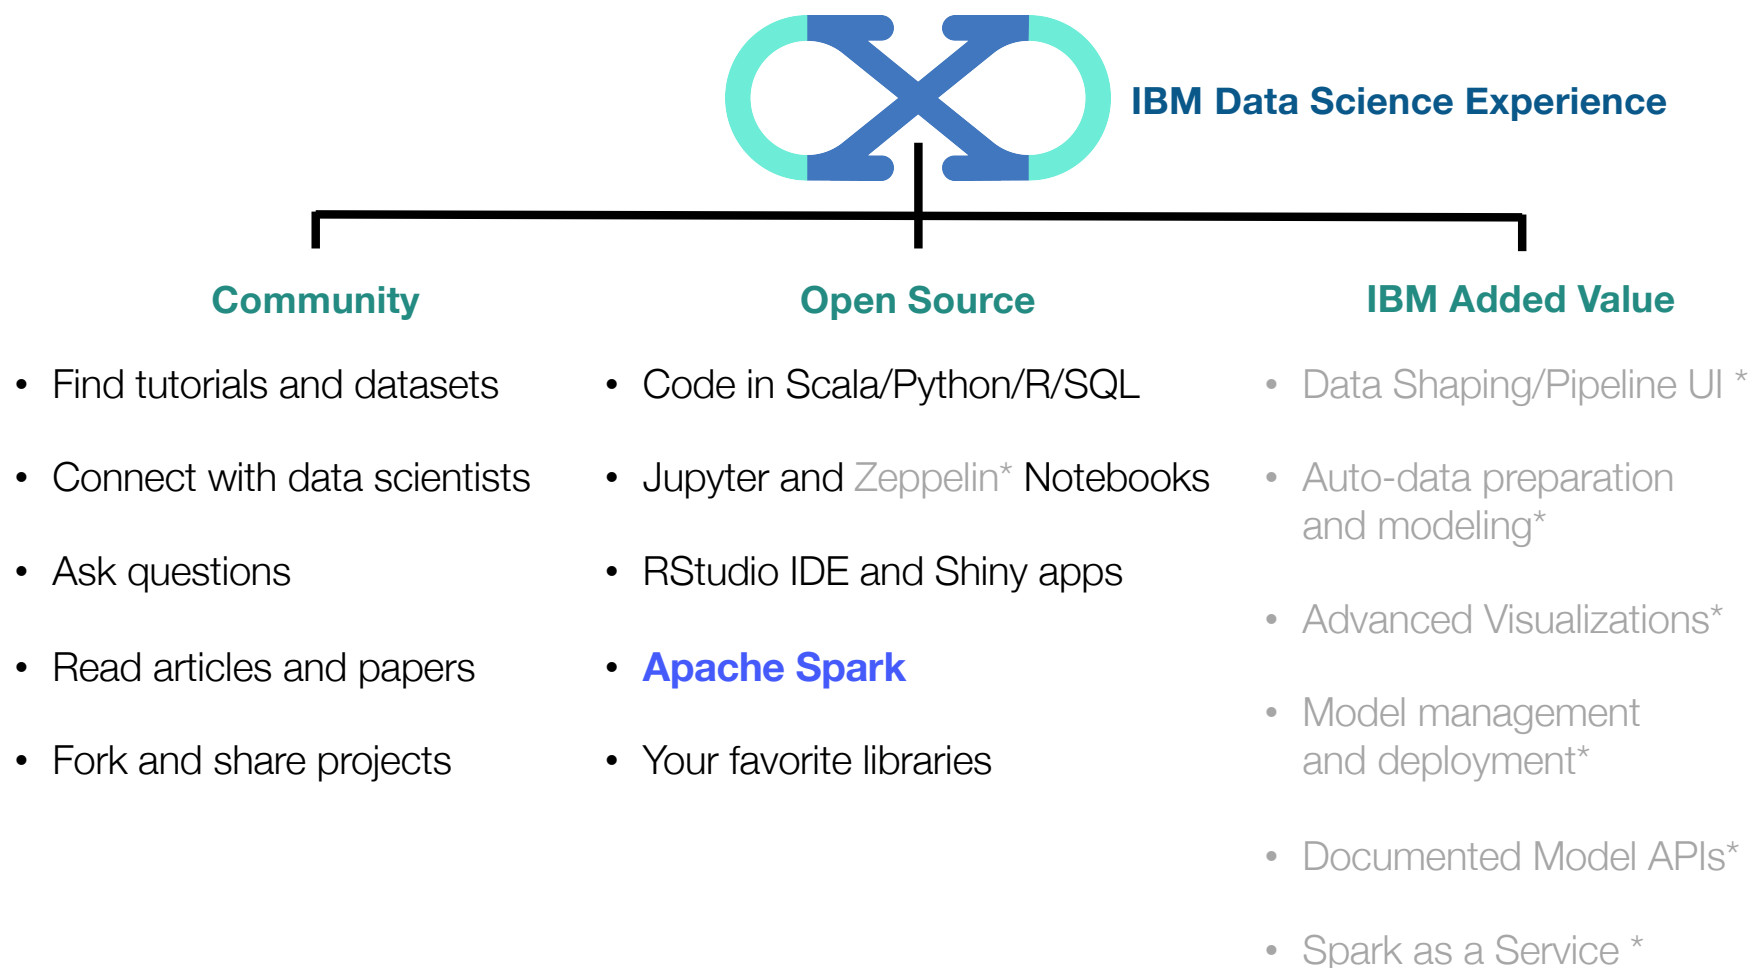 IBM Data Science Experience
Community
• Find tutorials and datasets
• Connect with data scientists
• Ask questions
• Read articles and papers
• Fork and share projects
Open Source
• Code in Scala/Python/R/SQL
• Jupyter and Zeppelin* Notebooks
• RStudio IDE and Shiny apps
• Apache Spark
• Your favorite libraries
IBM Added Value
• Data Shaping/Pipeline UI *
• Auto-data preparation
and modeling*
• Advanced Visualizations*
• Model management
and deployment*
• Documented Model APIs*
• Spark as a Service *